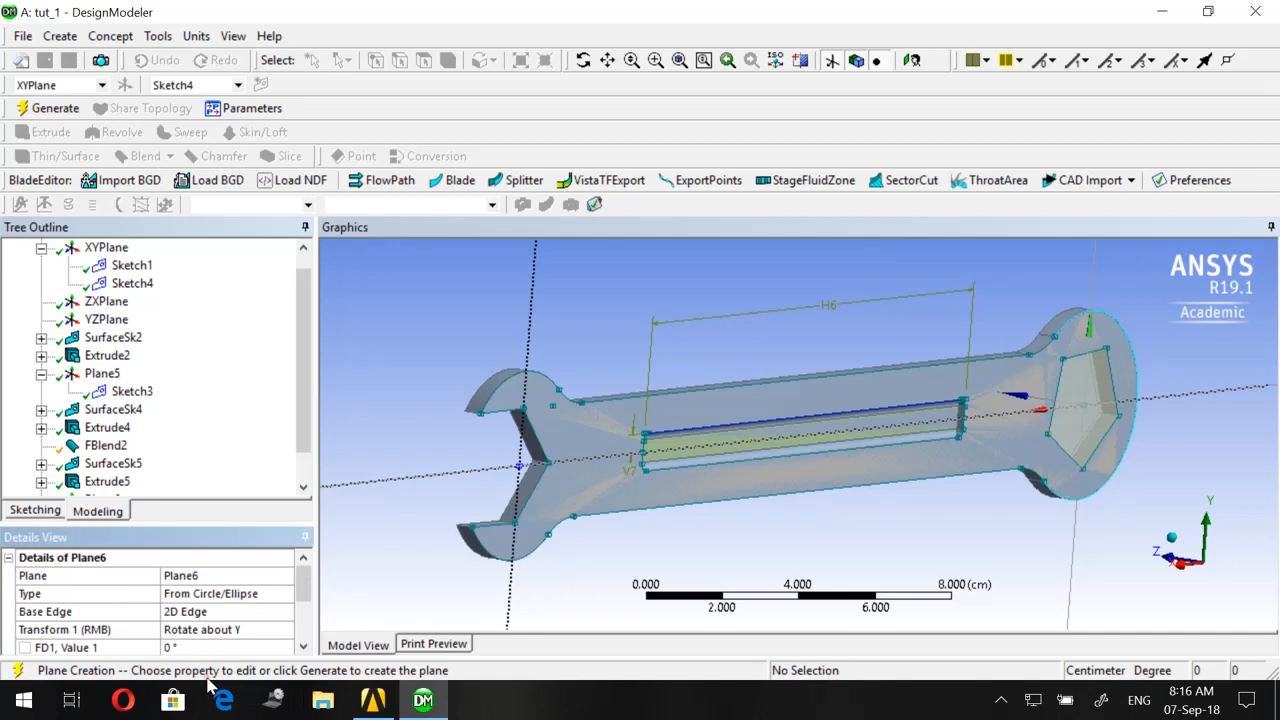 A: tut_1 - DesignModeler
File Create Concept Tools Units View Help
Undo Redo Select:
XYPlane Sketch4
Generate Share Topology Parameters
Extrude Revolve Sweep Skin/Loft
Thin/Surface Blend Chamfer Slice Point Conversion
BladeEditor: Import BGD Load BGD Load NDF FlowPath Blade Splitter VistaTFExport ExportPoints StageFluidZone SectorCut ThroatArea CAD Import Preferences
Tree Outline
XYPlane
Sketch1
Sketch4
ZXPlane
YZPlane
SurfaceSk2
Extrude2
Plane5
Sketch3
SurfaceSk4
Extrude4
FBlend2
SurfaceSk5
Extrude5
Sketching Modeling
Details View
Details of Plane6
Plane Plane6
Type From Circle/Ellipse
Base Edge 2D Edge
Transform 1 (RMB) Rotate about Y
FD1, Value 1 0 °
Graphics
ANSYS
R19.1
Academic
H6
V7
Y
Z
X
0.000 4.000 8.000 (cm)
2.000 6.000
Model View Print Preview
Plane Creation -- Choose property to edit or click Generate to create the plane No Selection Centimeter Degree 0 0
ENG
8:16 AM
07-Sep-18
DM